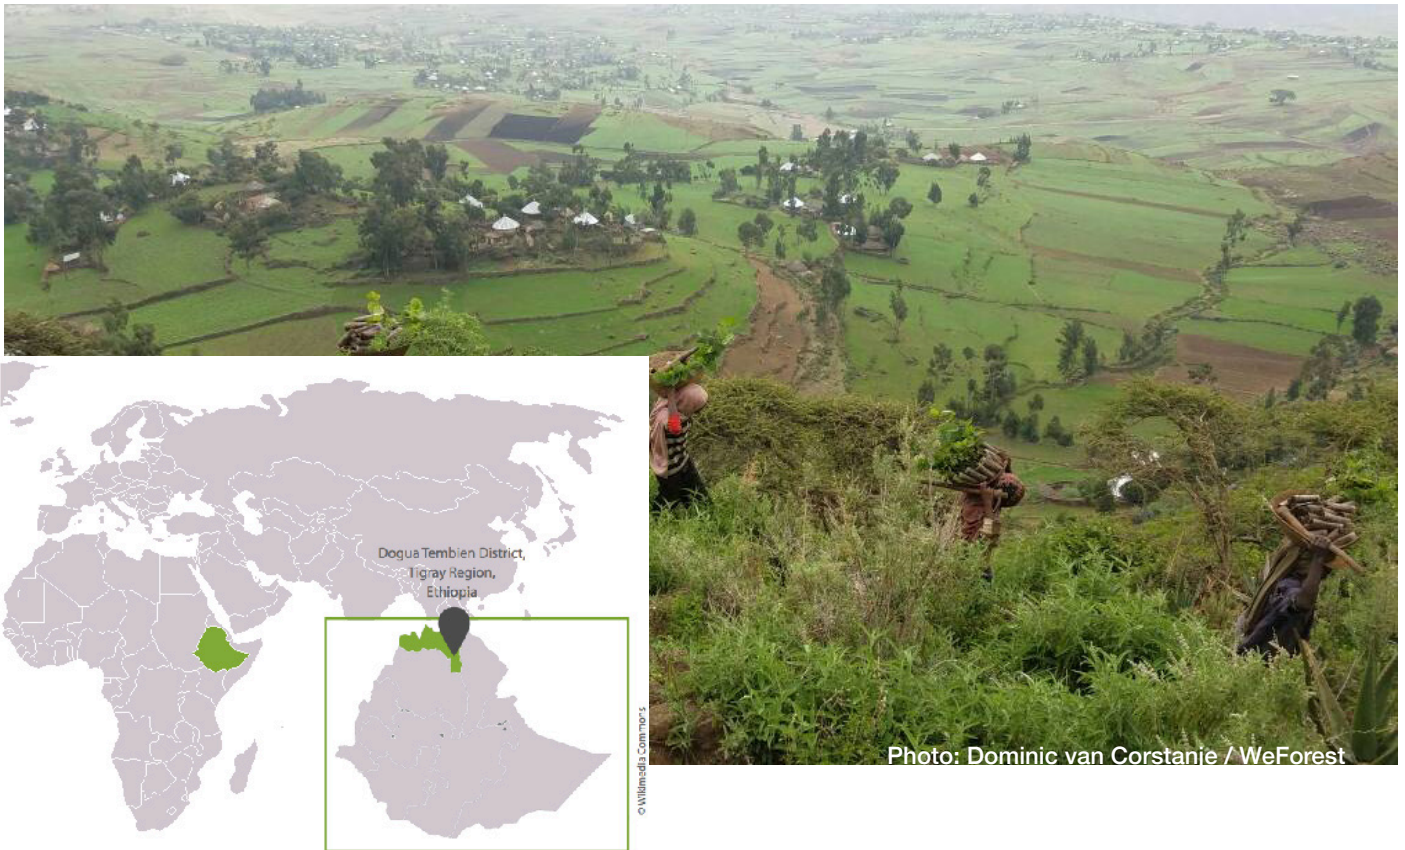 Dogua Tembien District,
Tigray Region,
Ethiopia
© Wikimedia Commons
Photo: Dominic van Corstanje / WeForest